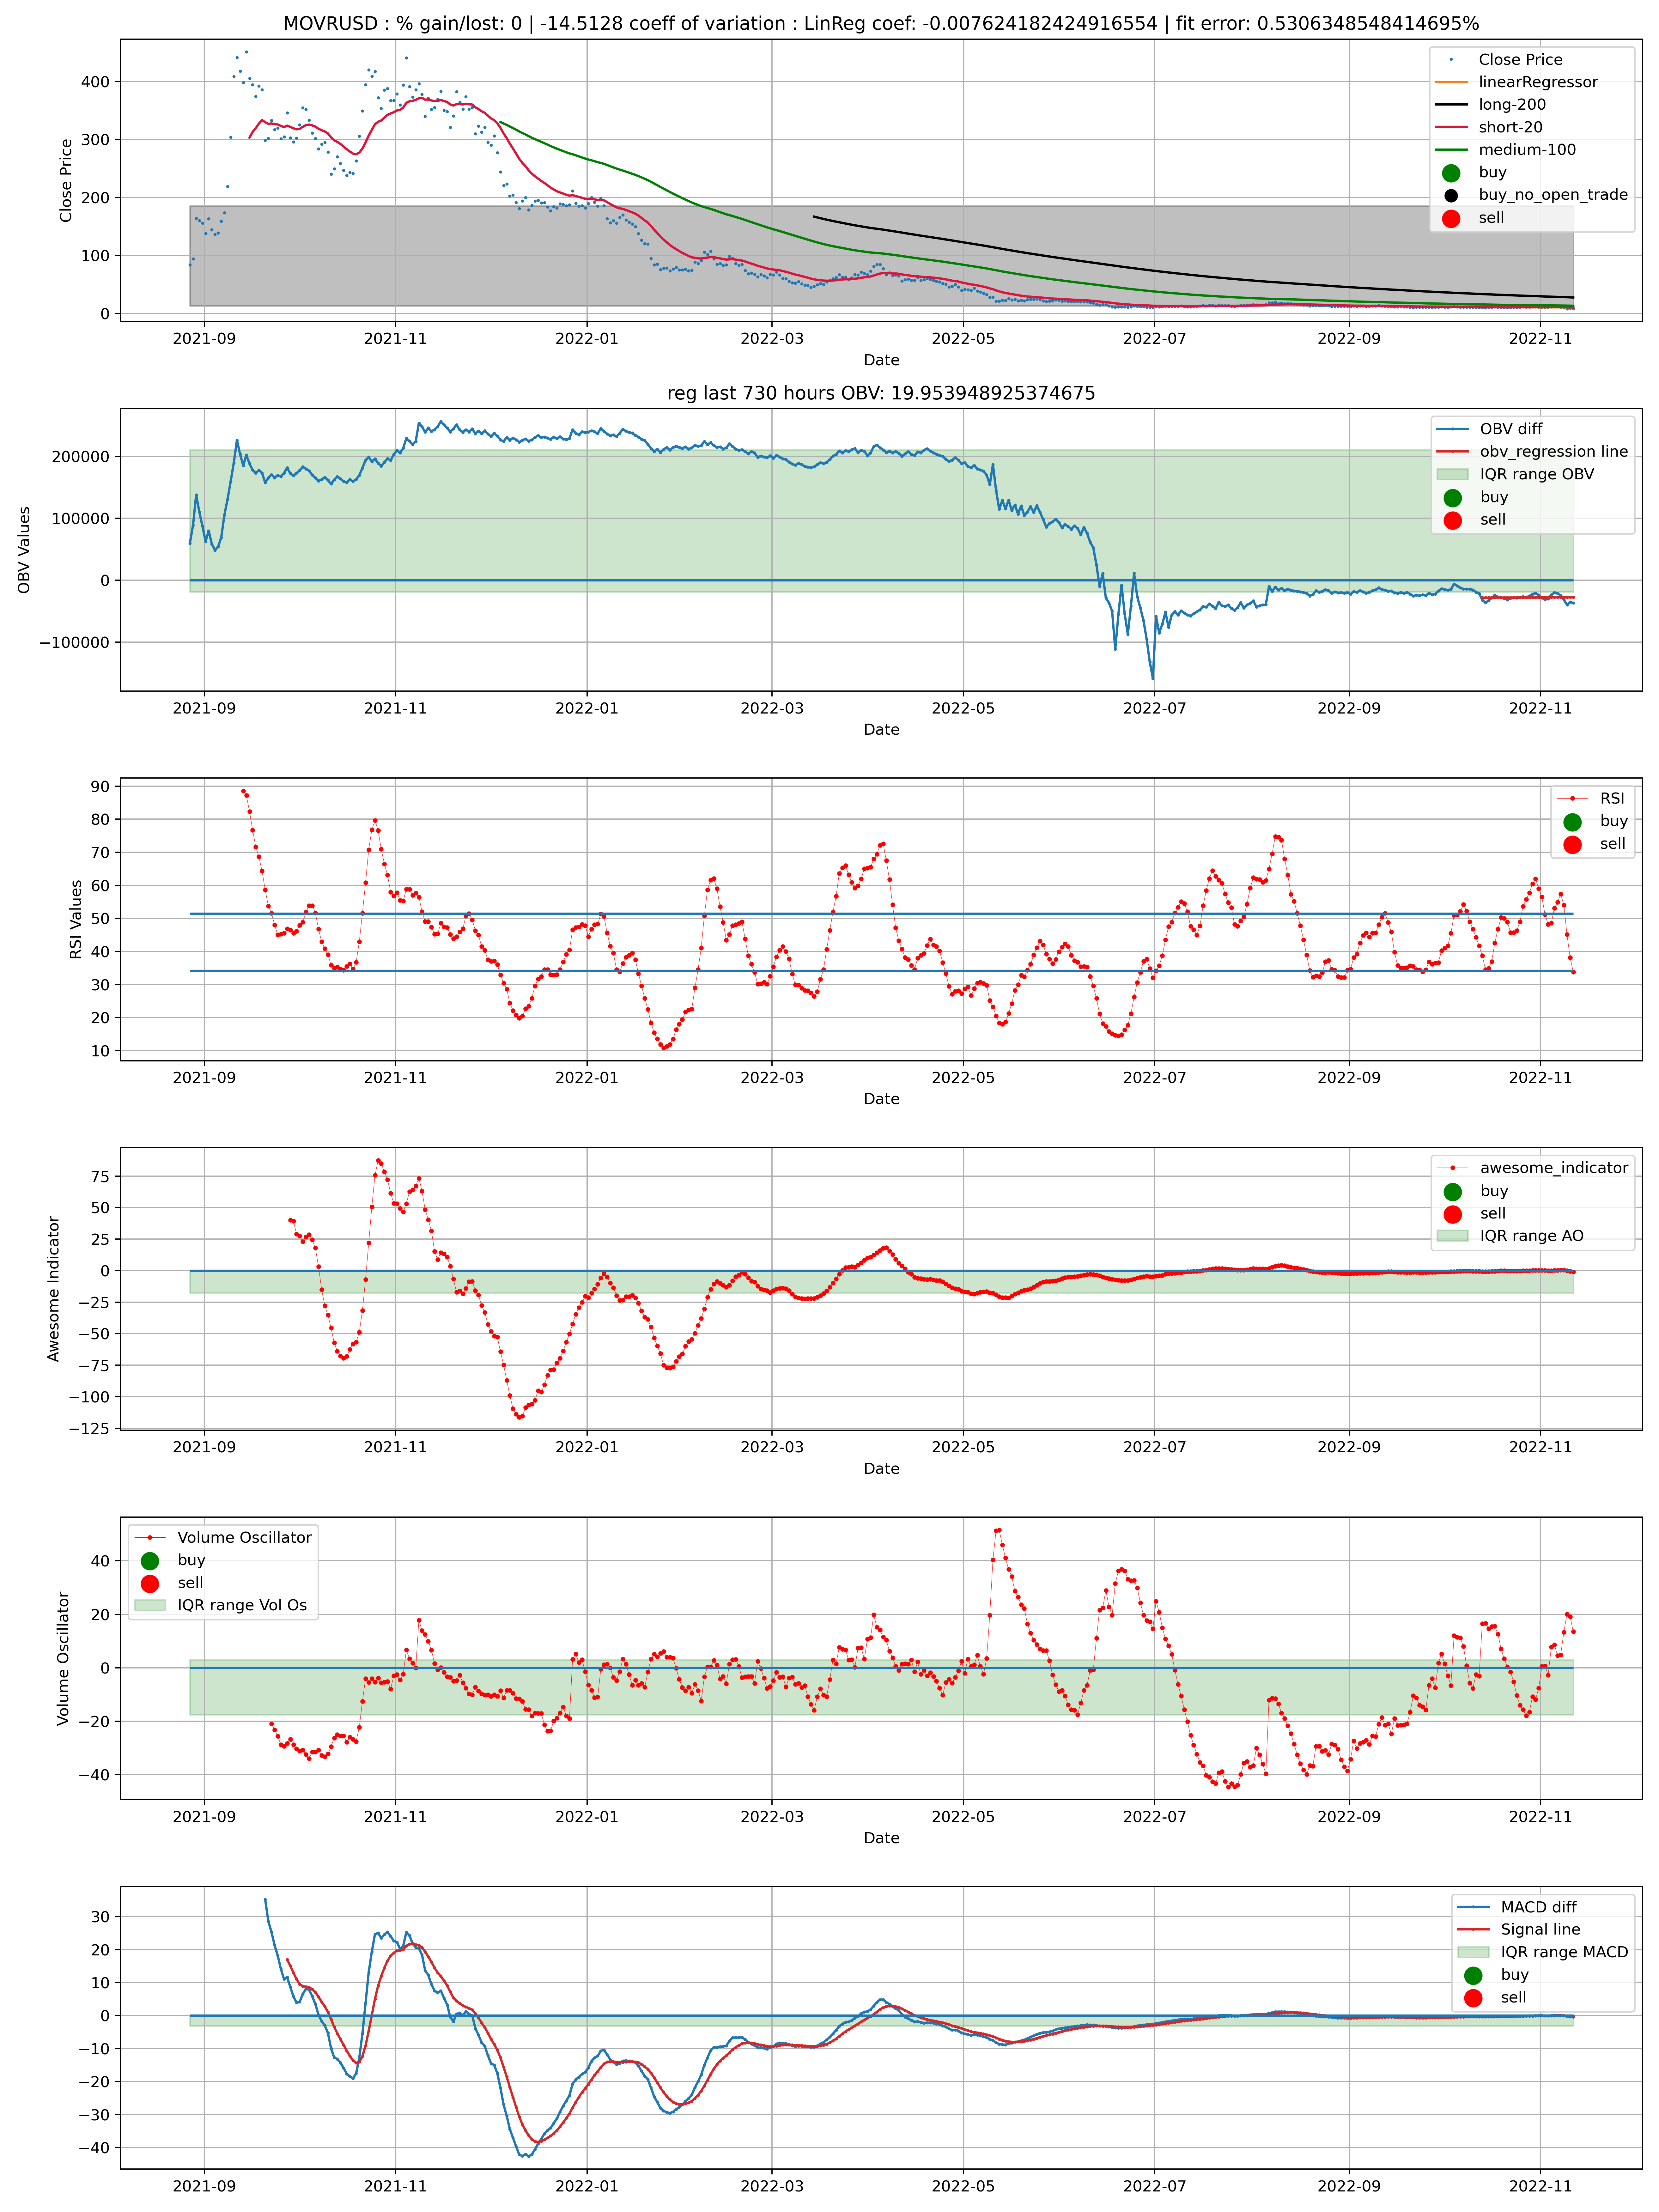 MOVRUSD : % gain/lost: 0 | -14.5128 coeff of variation : LinReg coef: -0.007624182424916554 | fit error: 0.5306348548414695%
Close Price
400
300
200
100
0
Close Price
linearRegressor
long-200
short-20
medium-100
buy
buy_no_open_trade
sell
2021-09 2021-11 2022-01 2022-03 2022-05 2022-07 2022-09 2022-11
Date
reg last 730 hours OBV: 19.953948925374675
OBV Values
200000
100000
0
−100000
OBV diff
obv_regression line
IQR range OBV
buy
sell
2021-09 2021-11 2022-01 2022-03 2022-05 2022-07 2022-09 2022-11
Date
RSI Values
90
80
70
60
50
40
30
20
10
RSI
buy
sell
2021-09 2021-11 2022-01 2022-03 2022-05 2022-07 2022-09 2022-11
Date
Awesome Indicator
75
50
25
0
−25
−50
−75
−100
−125
awesome_indicator
buy
sell
IQR range AO
2021-09 2021-11 2022-01 2022-03 2022-05 2022-07 2022-09 2022-11
Date
Volume Oscillator
40
20
0
−20
−40
Volume Oscillator
buy
sell
IQR range Vol Os
2021-09 2021-11 2022-01 2022-03 2022-05 2022-07 2022-09 2022-11
Date
30
20
10
0
−10
−20
−30
−40
MACD diff
Signal line
IQR range MACD
buy
sell
2021-09 2021-11 2022-01 2022-03 2022-05 2022-07 2022-09 2022-11